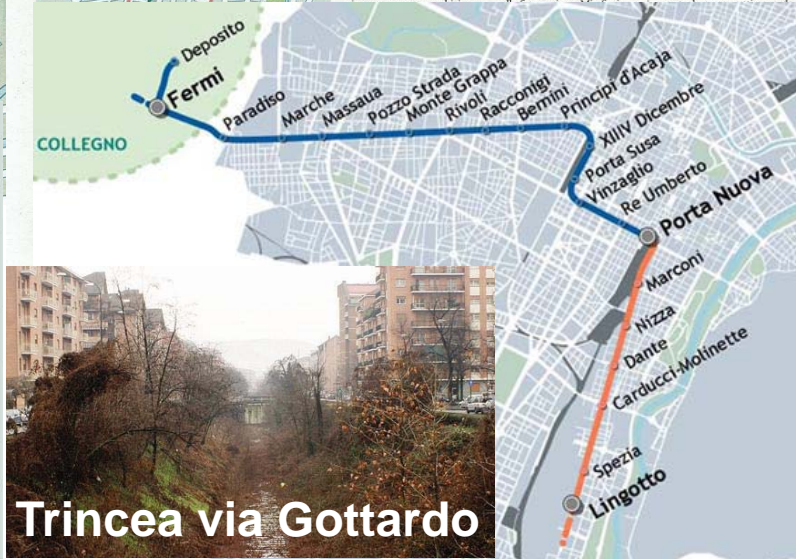 Deposito
Fermi
COLLEGNO
Paradiso
Marche
Massaua
Pozzo Strada
Monte Grappa
Rivoli
Racconigi
Bernini
Principi d'Acaja
XIIIV Dicembre
Porta Susa
Vinzaglio
Re Umberto
Porta Nuova
Marconi
Nizza
Dante
Carducci-Molinette
Spezia
Lingotto
Trincea via Gottardo